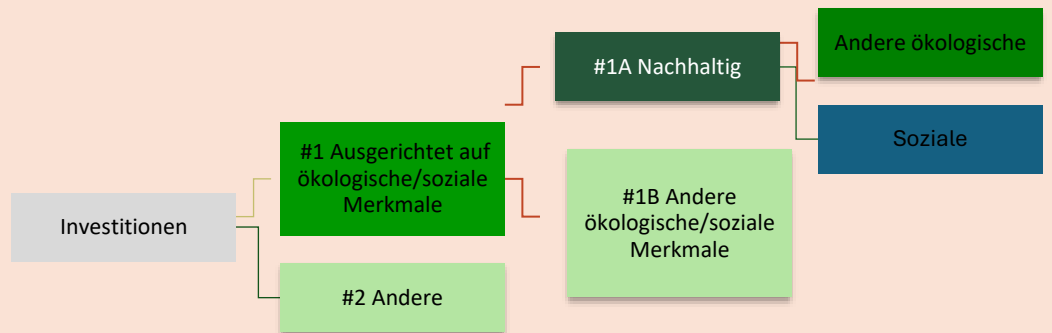 Investitionen
#1 Ausgerichtet auf
ökologische/soziale
Merkmale
#2 Andere
#1A Nachhaltig
#1B Andere
ökologische/soziale
Merkmale
Andere ökologische
Soziale